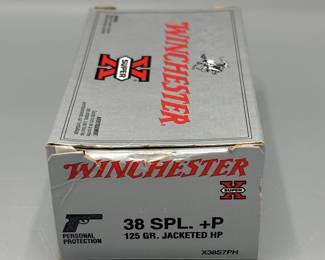 WINCHESTER
SUPER
X
WINCHESTER
SUPER
X
38 SPL. +P
125 GR. JACKETED HP
PERSONAL
PROTECTION
X38S7PH